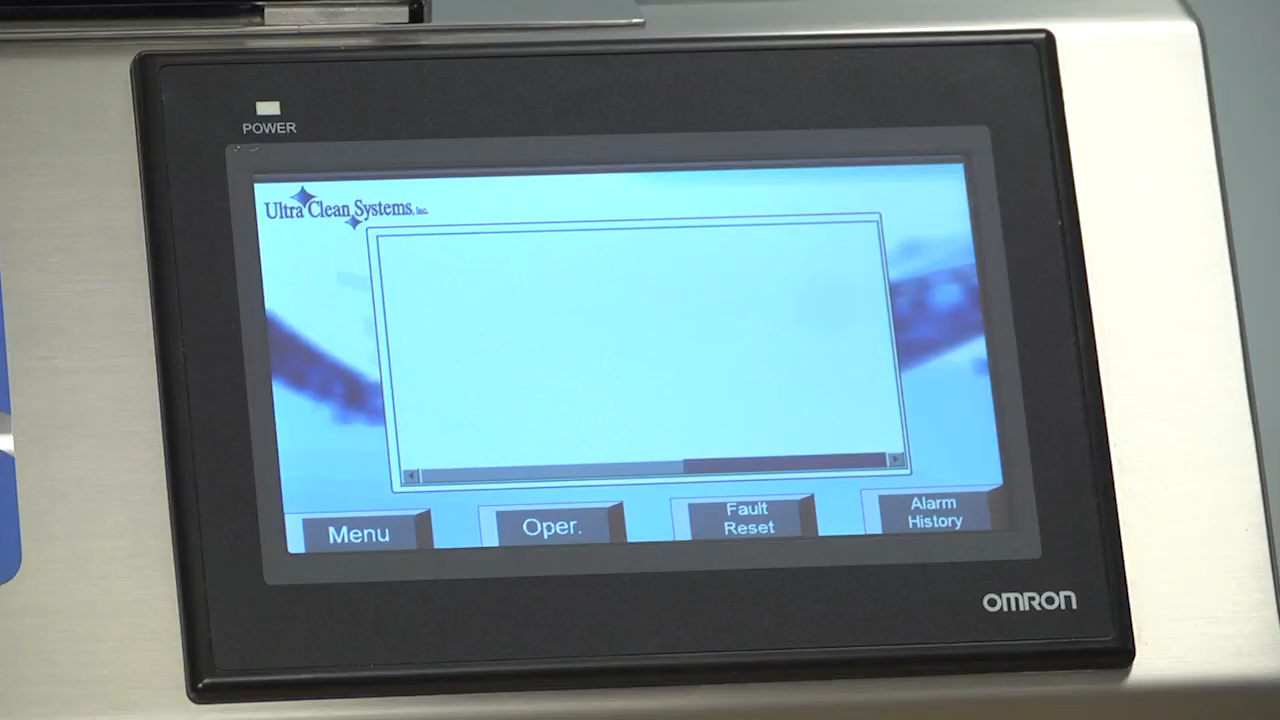 POWER
Ultra Clean Systems, Inc.
Menu
Oper.
Fault
Reset
Alarm
History
OMRON